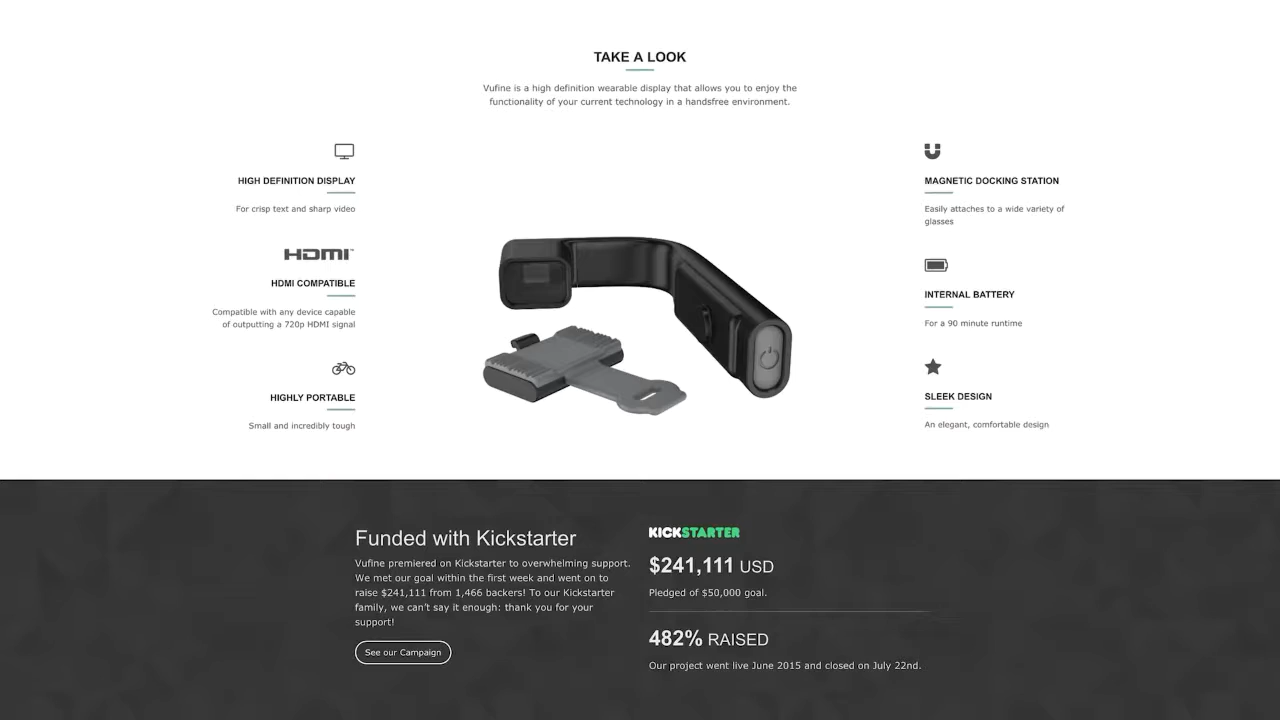 TAKE A LOOK
Vufine is a high definition wearable display that allows you to enjoy the
functionality of your current technology in a handsfree environment.
HIGH DEFINITION DISPLAY
For crisp text and sharp video
HDMI™
HDMI COMPATIBLE
Compatible with any device capable
of outputting a 720p HDMI signal
HIGHLY PORTABLE
Small and incredibly tough
MAGNETIC DOCKING STATION
Easily attaches to a wide variety of
glasses
INTERNAL BATTERY
For a 90 minute runtime
SLEEK DESIGN
An elegant, comfortable design
Funded with Kickstarter
Vufine premiered on Kickstarter to overwhelming support.
We met our goal within the first week and went on to
raise $241,111 from 1,466 backers! To our Kickstarter
family, we can’t say it enough: thank you for your
support!
See our Campaign
KICKSTARTER
$241,111 USD
Pledged of $50,000 goal.
482% RAISED
Our project went live June 2015 and closed on July 22nd.